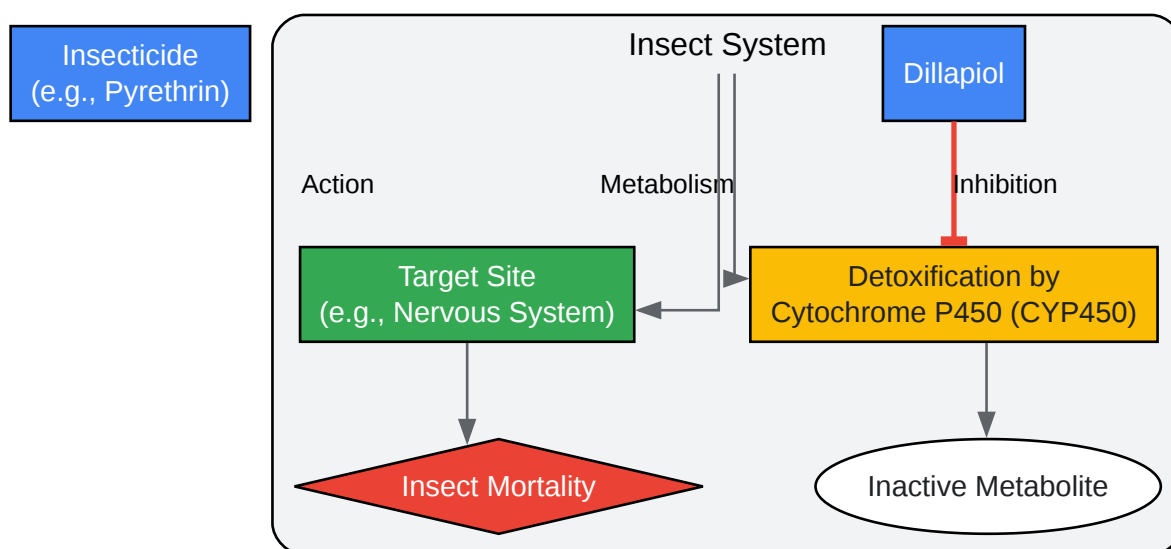 Insecticide
(e.g., Pyrethrin)
Insect System
Dillapiol
Action
Metabolism
Inhibition
Target Site
(e.g., Nervous System)
Detoxification by
Cytochrome P450 (CYP450)
Insect Mortality
Inactive Metabolite